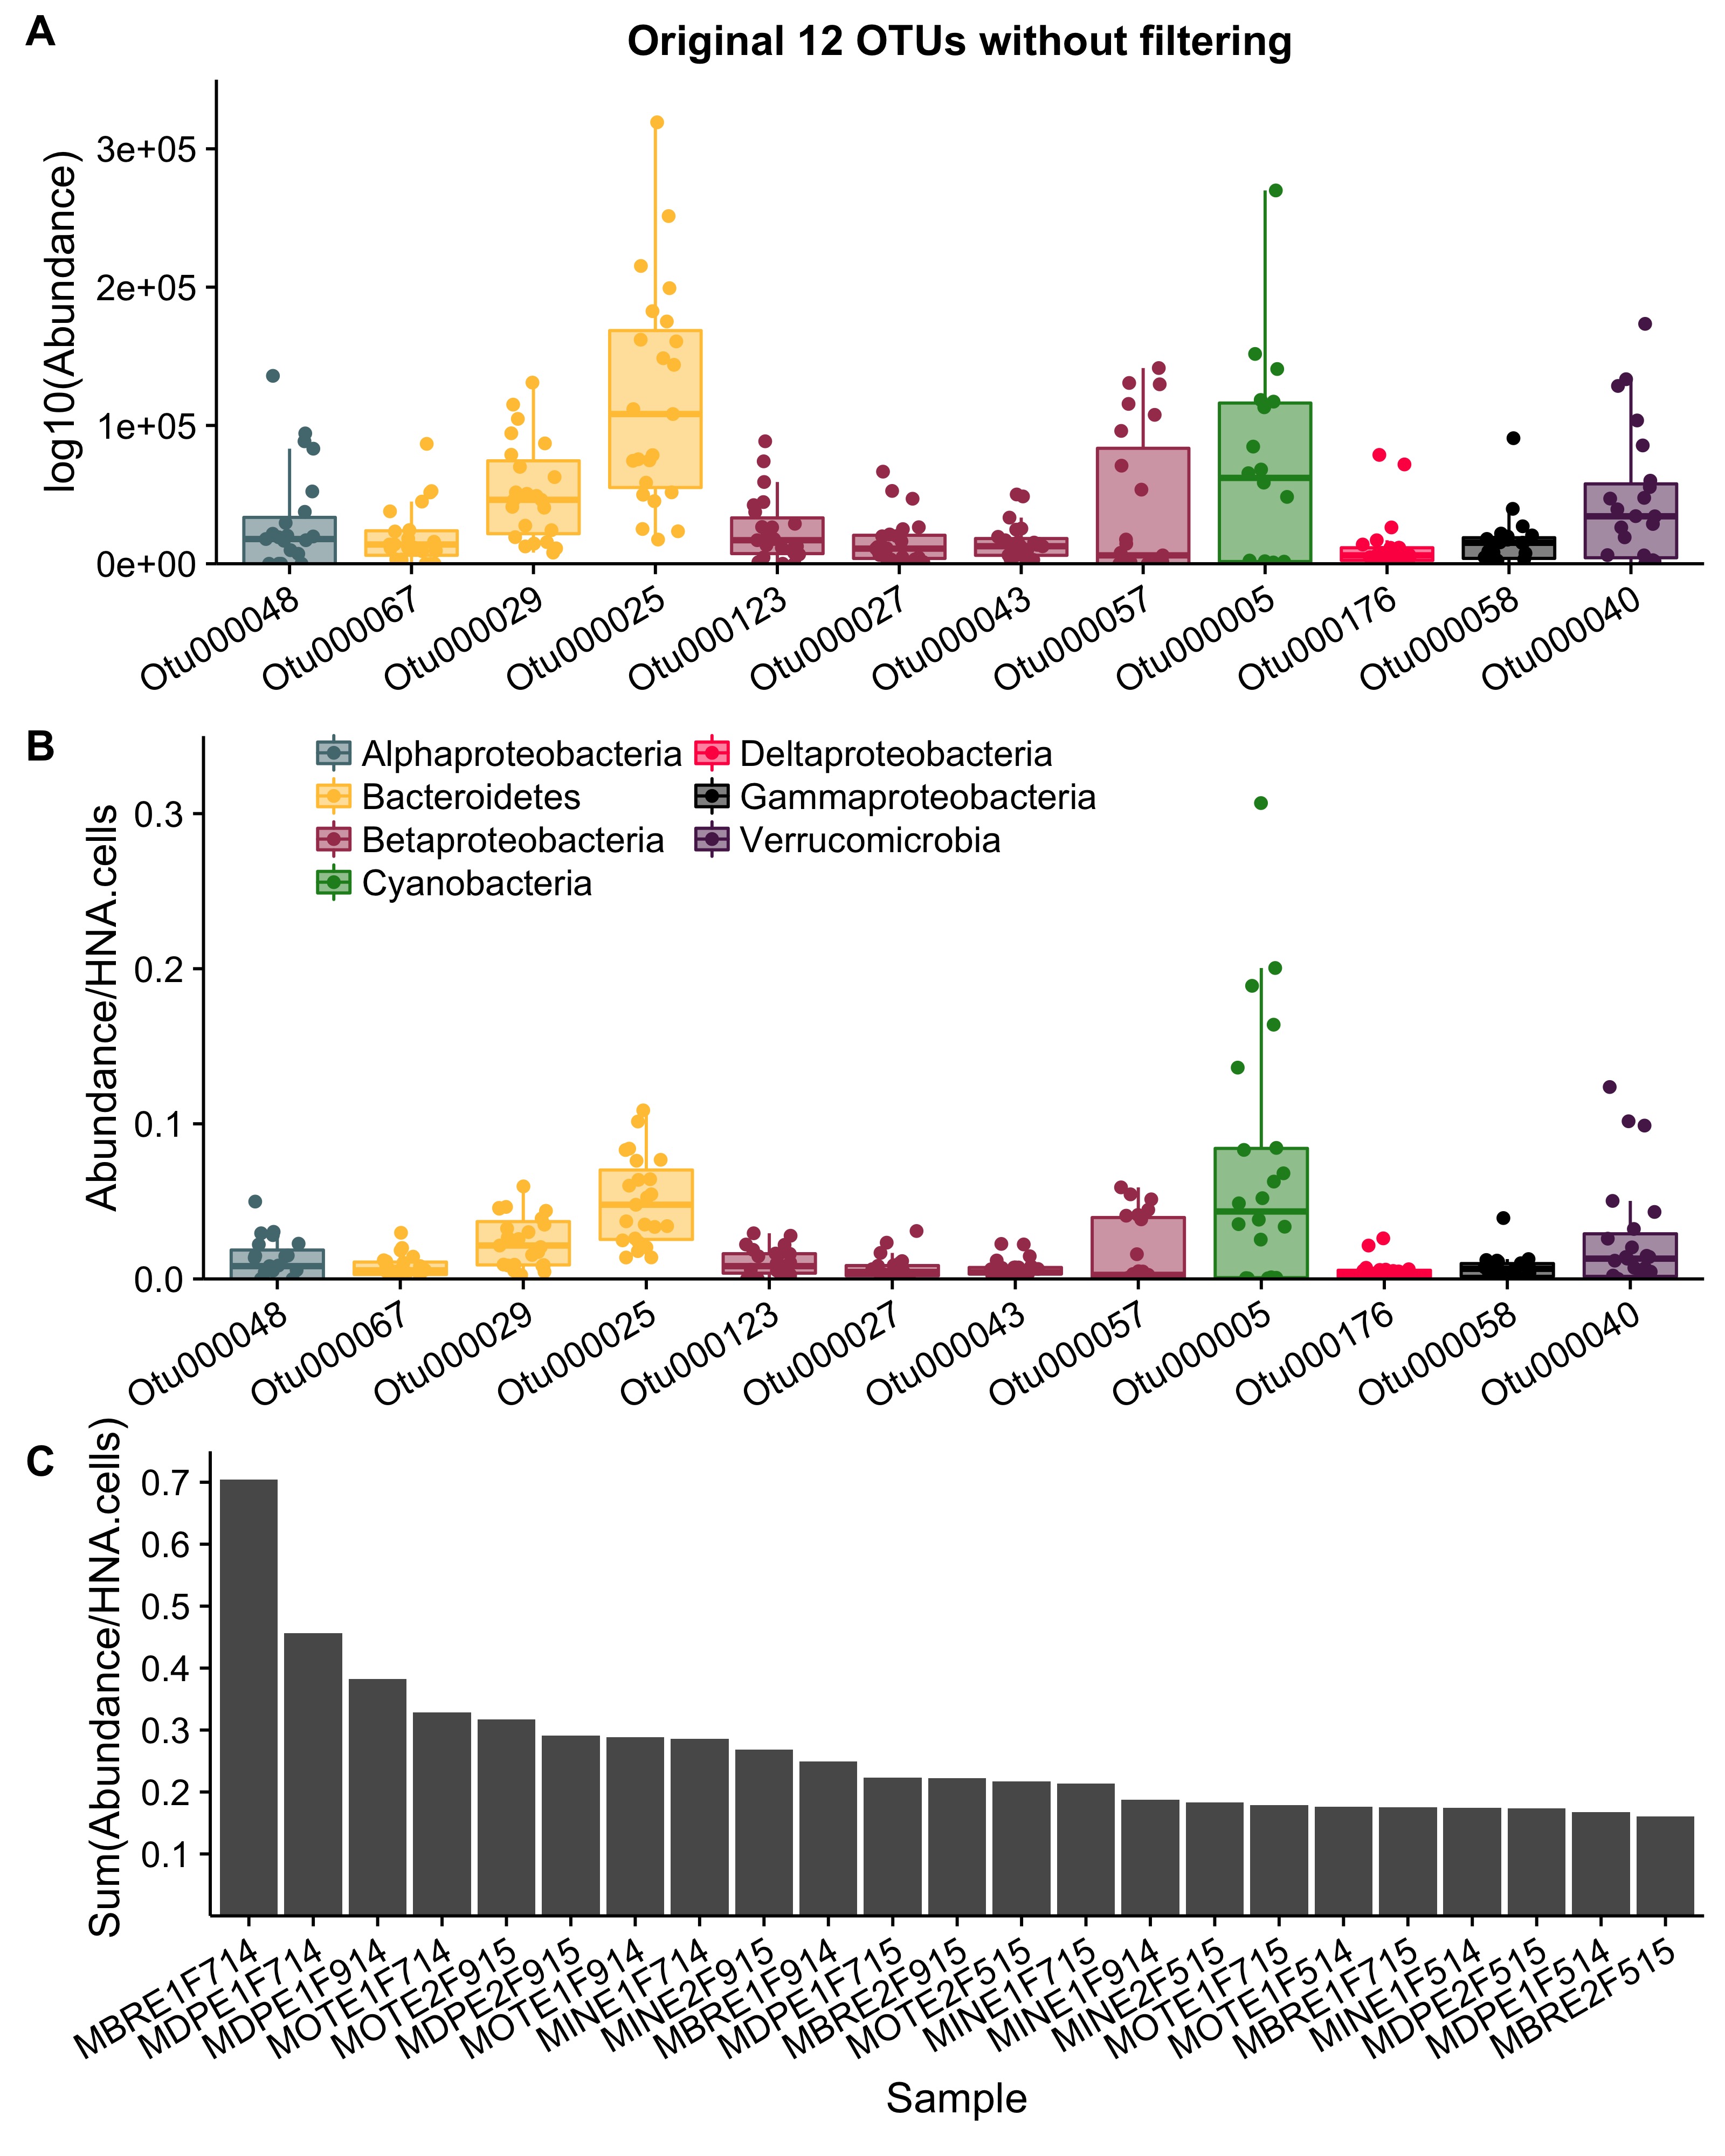 A
Original 12 OTUs without filtering
log10(Abundance)
3e+05
2e+05
1e+05
0e+00
Otu000048
Otu000067
Otu000029
Otu000025
Otu000123
Otu000027
Otu000043
Otu000057
Otu000005
Otu000176
Otu000058
Otu000040
B
Alphaproteobacteria
Bacteroidetes
Betaproteobacteria
Cyanobacteria
Deltaproteobacteria
Gammaproteobacteria
Verrucomicrobia
Abundance/HNA.cells
0.3
0.2
0.1
0.0
Otu000048
Otu000067
Otu000029
Otu000025
Otu000123
Otu000027
Otu000043
Otu000057
Otu000005
Otu000176
Otu000058
Otu000040
C
Sum(Abundance/HNA.cells)
0.7
0.6
0.5
0.4
0.3
0.2
0.1
MBRE1F714
MDPE1F714
MDPE1F914
MOTE1F714
MOTE2F915
MDPE2F915
MOTE1F914
MINE1F714
MINE2F915
MBRE1F914
MDPE1F715
MBRE2F915
MOTE2F515
MINE1F715
MINE1F914
MINE2F515
MOTE1F715
MOTE1F514
MBRE1F715
MINE1F514
MDPE2F515
MDPE1F514
MBRE2F515
Sample